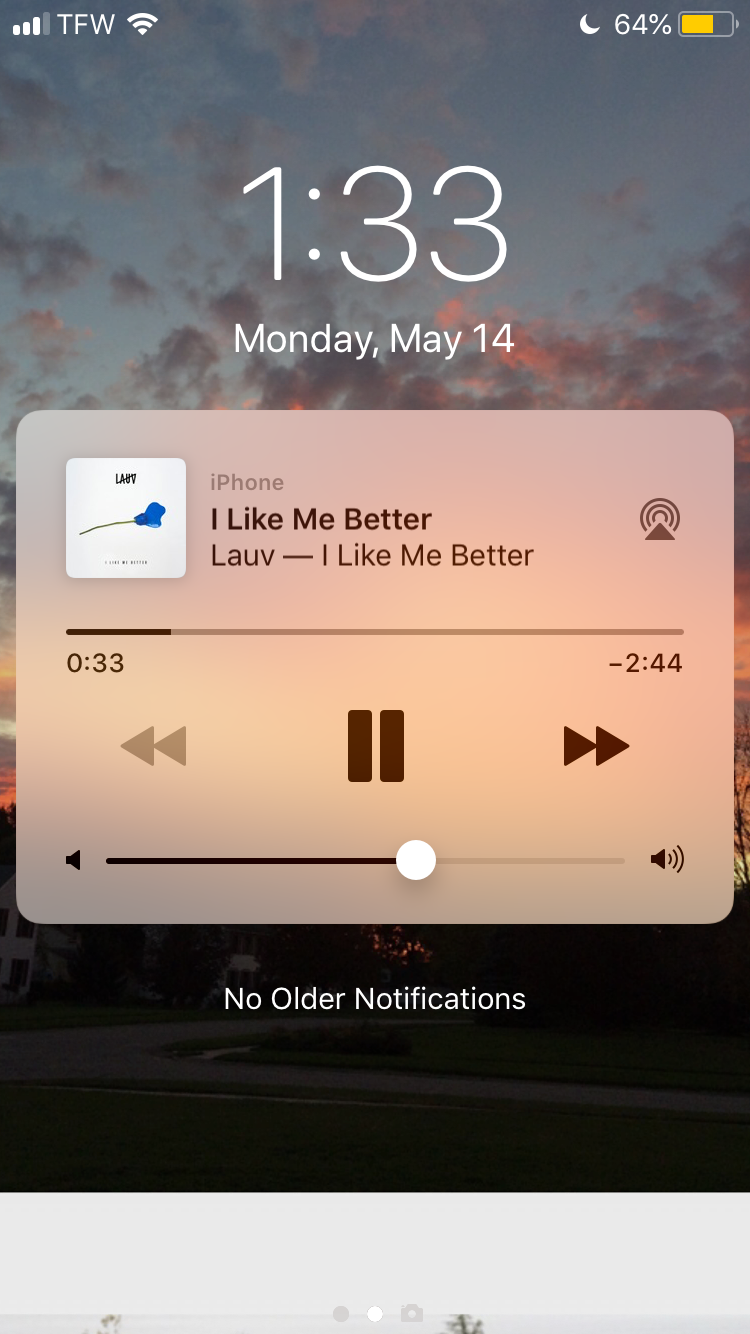 TFW 64%
1:33
Monday, May 14
LAUV
I LIKE ME BETTER
iPhone
I Like Me Better
Lauv — I Like Me Better
0:33 −2:44
No Older Notifications